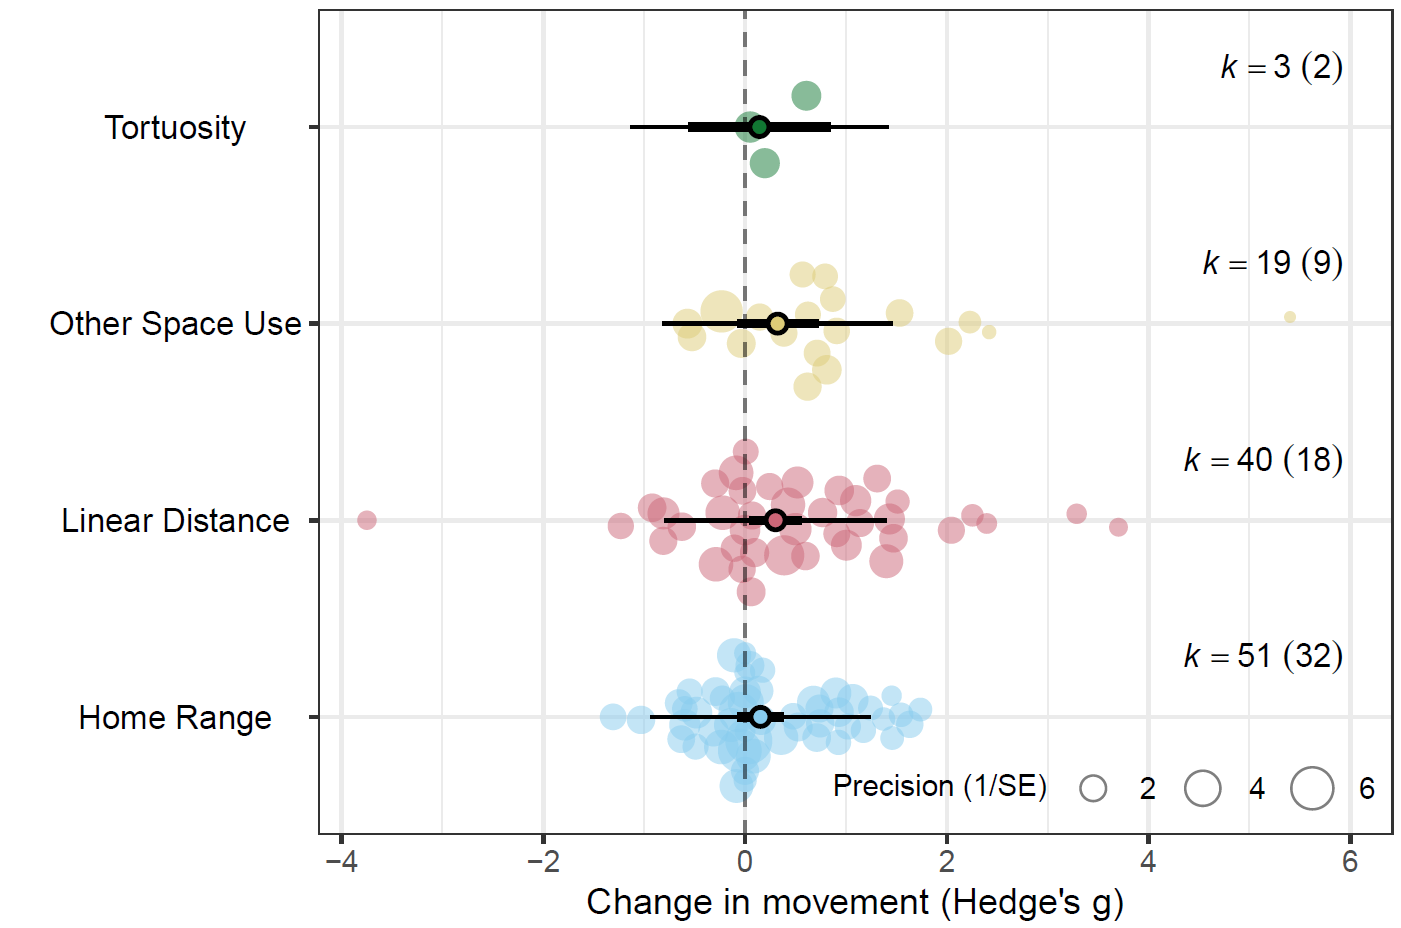 k = 3 (2)
Tortuosity
k = 19 (9)
Other Space Use
k = 40 (18)
Linear Distance
k = 51 (32)
Home Range
Precision (1/SE) 2 4 6
−4 −2 0 2 4 6
Change in movement (Hedge's g)